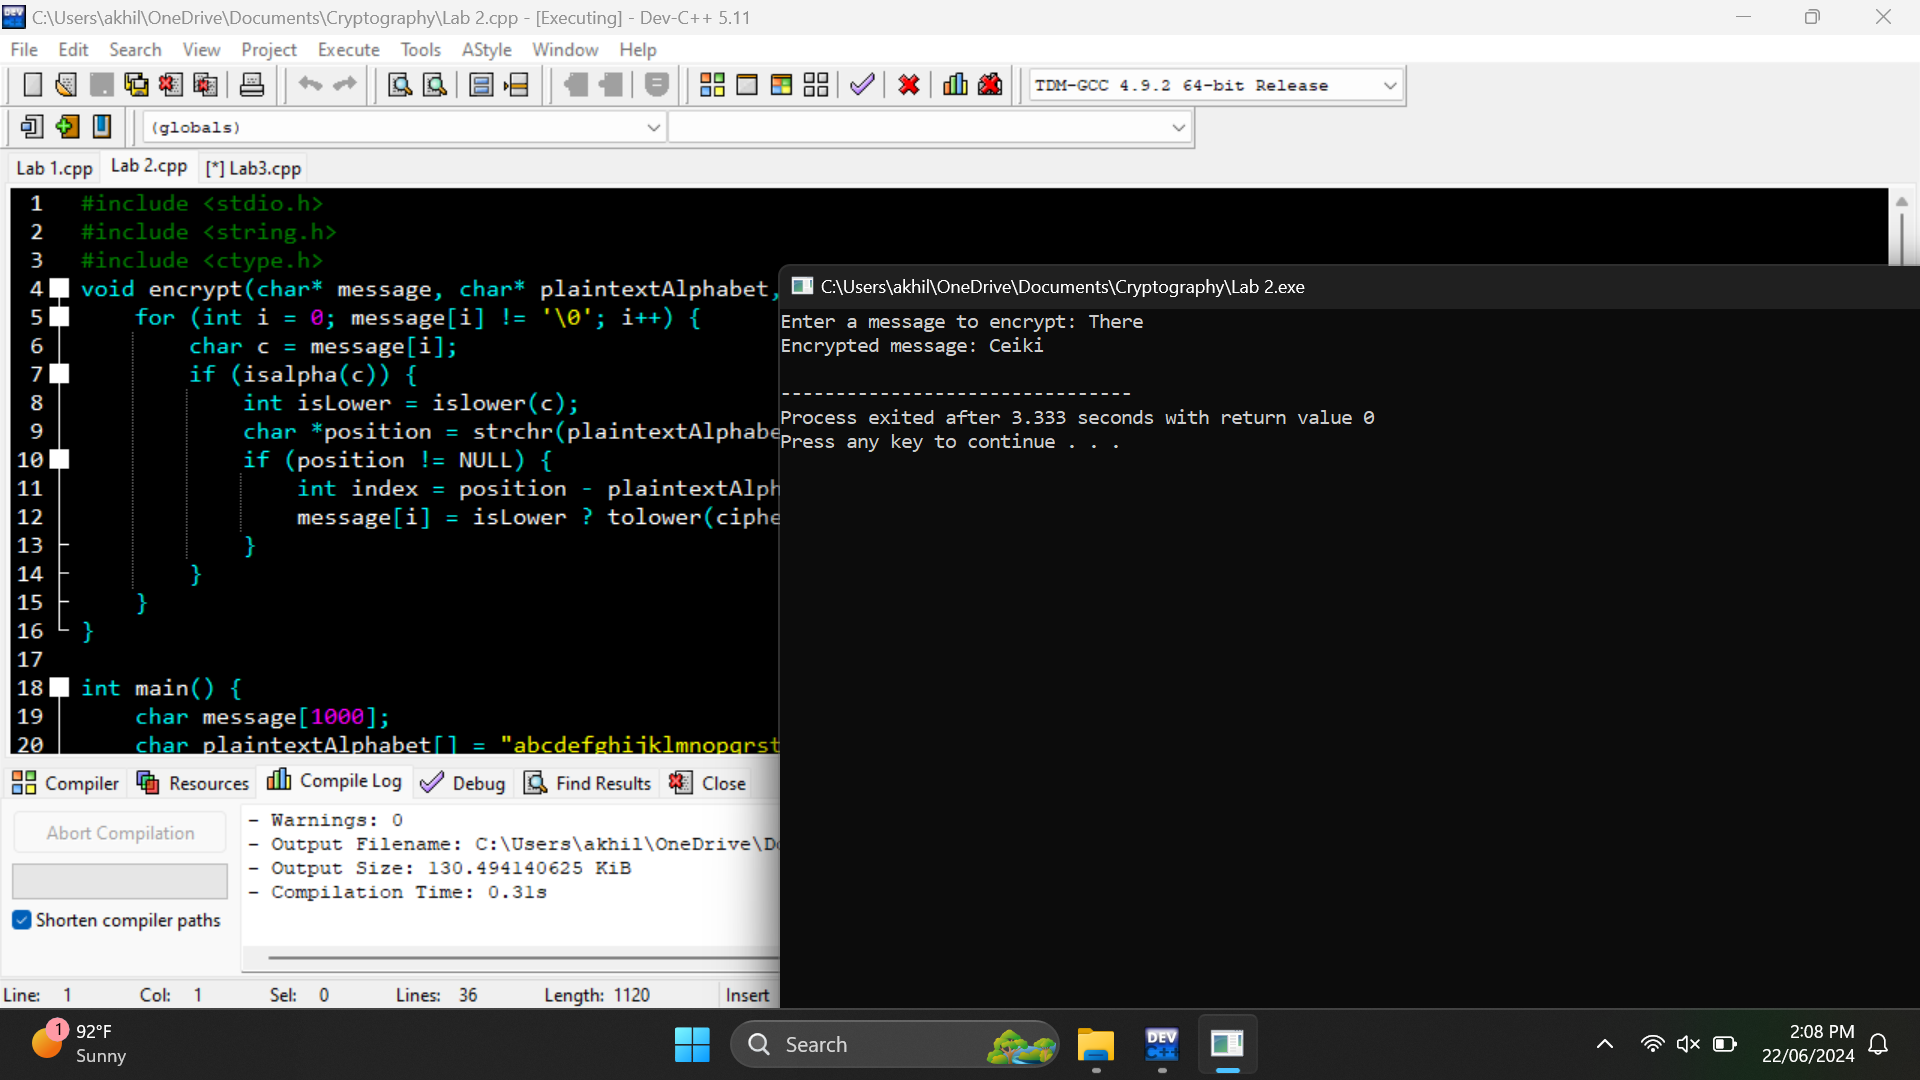 C:\Users\akhil\OneDrive\Documents\Cryptography\Lab 2.cpp - [Executing] - Dev-C++ 5.11
File Edit Search View Project Execute Tools AStyle Window Help
TDM-GCC 4.9.2 64-bit Release
(globals)
Lab 1.cpp Lab 2.cpp [*] Lab3.cpp
1 #include <stdio.h>
2 #include <string.h>
3 #include <ctype.h>
4 void encrypt(char* message, char* plaintextAlphabet,
5 for (int i = 0; message[i] != '\0'; i++) {
6 char c = message[i];
7 if (isalpha(c)) {
8 int isLower = islower(c);
9 char *position = strchr(plaintextAlphabe
10 if (position != NULL) {
11 int index = position - plaintextAlph
12 message[i] = isLower ? tolower(ciphe
13 }
14 }
15 }
16 }
17
18 int main() {
19 char message[1000];
20 char plaintextAlphabet[] = "abcdefghijklmnopqrst
C:\Users\akhil\OneDrive\Documents\Cryptography\Lab 2.exe
Enter a message to encrypt: There
Encrypted message: Ceiki
--------------------------------
Process exited after 3.333 seconds with return value 0
Press any key to continue . . .
Compiler Resources Compile Log Debug Find Results Close
Abort Compilation
Shorten compiler paths
- Warnings: 0
- Output Filename: C:\Users\akhil\OneDrive\Do
- Output Size: 130.494140625 KiB
- Compilation Time: 0.31s
Line: 1 Col: 1 Sel: 0 Lines: 36 Length: 1120 Insert
1
92°F
Sunny
Search
DEV
C++
2:08 PM
22/06/2024